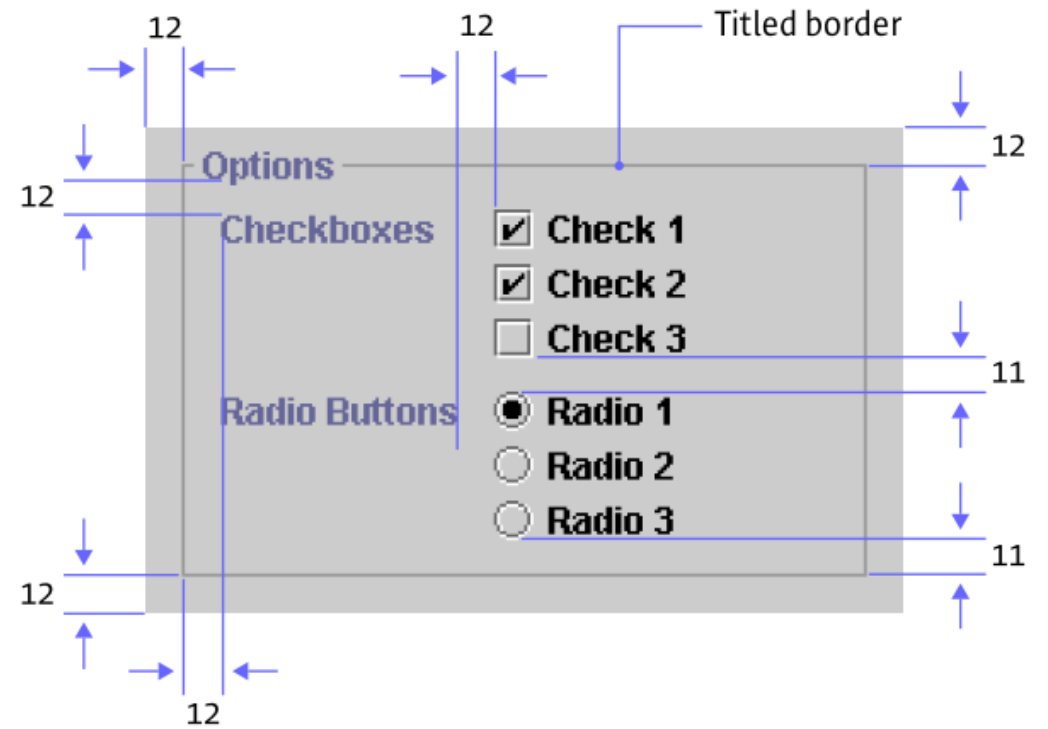 12
12
Titled border
12
Options
12
Checkboxes
Check 1
Check 2
Check 3
11
Radio Buttons
Radio 1
Radio 2
Radio 3
11
12
12